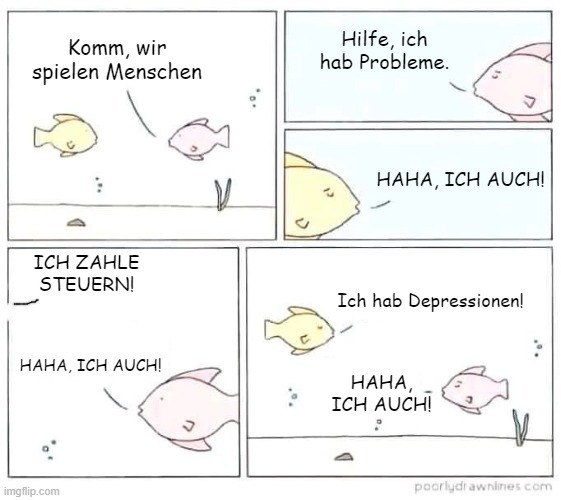 Komm, wir
spielen Menschen
Hilfe, ich
hab Probleme.
HAHA, ICH AUCH!
ICH ZAHLE
STEUERN!
HAHA, ICH AUCH!
Ich hab Depressionen!
HAHA,
ICH AUCH!
imgflip.com
poorlydrawnlines.com